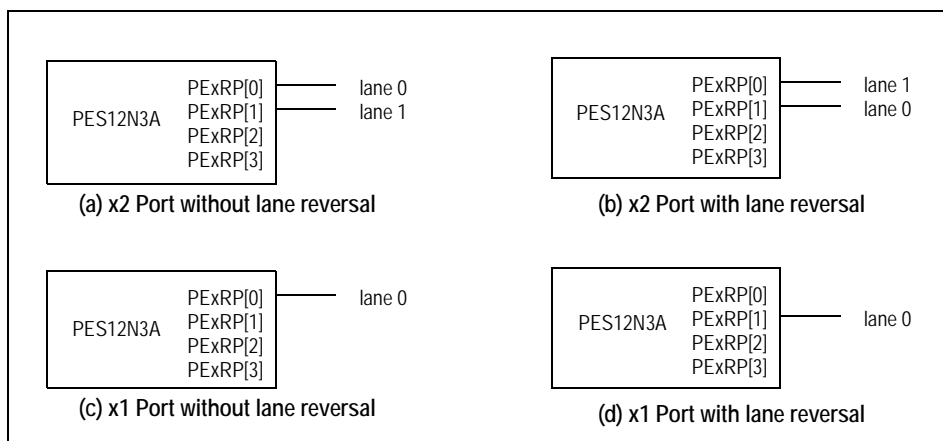 PES12N3A
PExRP[0]
PExRP[1]
PExRP[2]
PExRP[3]
lane 0
lane 1
(a) x2 Port without lane reversal
PES12N3A
PExRP[0]
PExRP[1]
PExRP[2]
PExRP[3]
lane 1
lane 0
(b) x2 Port with lane reversal
PES12N3A
PExRP[0]
PExRP[1]
PExRP[2]
PExRP[3]
lane 0
(c) x1 Port without lane reversal
PES12N3A
PExRP[0]
PExRP[1]
PExRP[2]
PExRP[3]
lane 0
(d) x1 Port with lane reversal